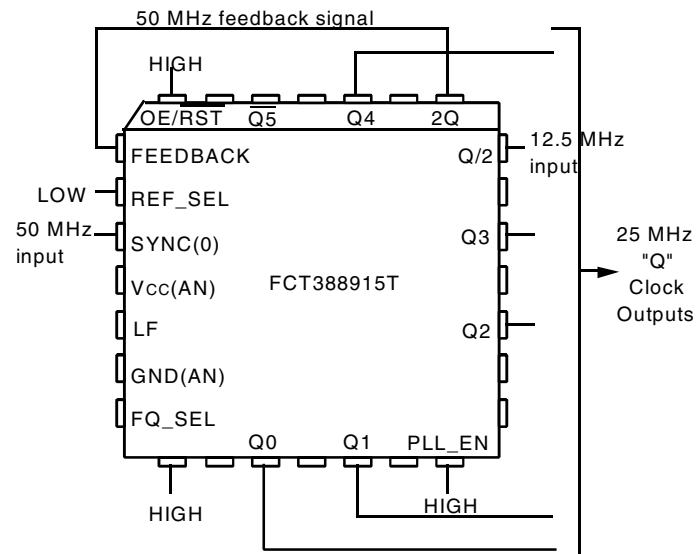 50 MHz feedback signal
HIGH
OE/RST Q5 Q4 2Q
FEEDBACK
Q/2
12.5 MHz
input
LOW
REF_SEL
50 MHz
input
SYNC(0)
Q3
25 MHz
"Q"
Clock
Outputs
VCC(AN)
FCT388915T
LF
Q2
GND(AN)
FQ_SEL
Q0 Q1 PLL_EN
HIGH
HIGH